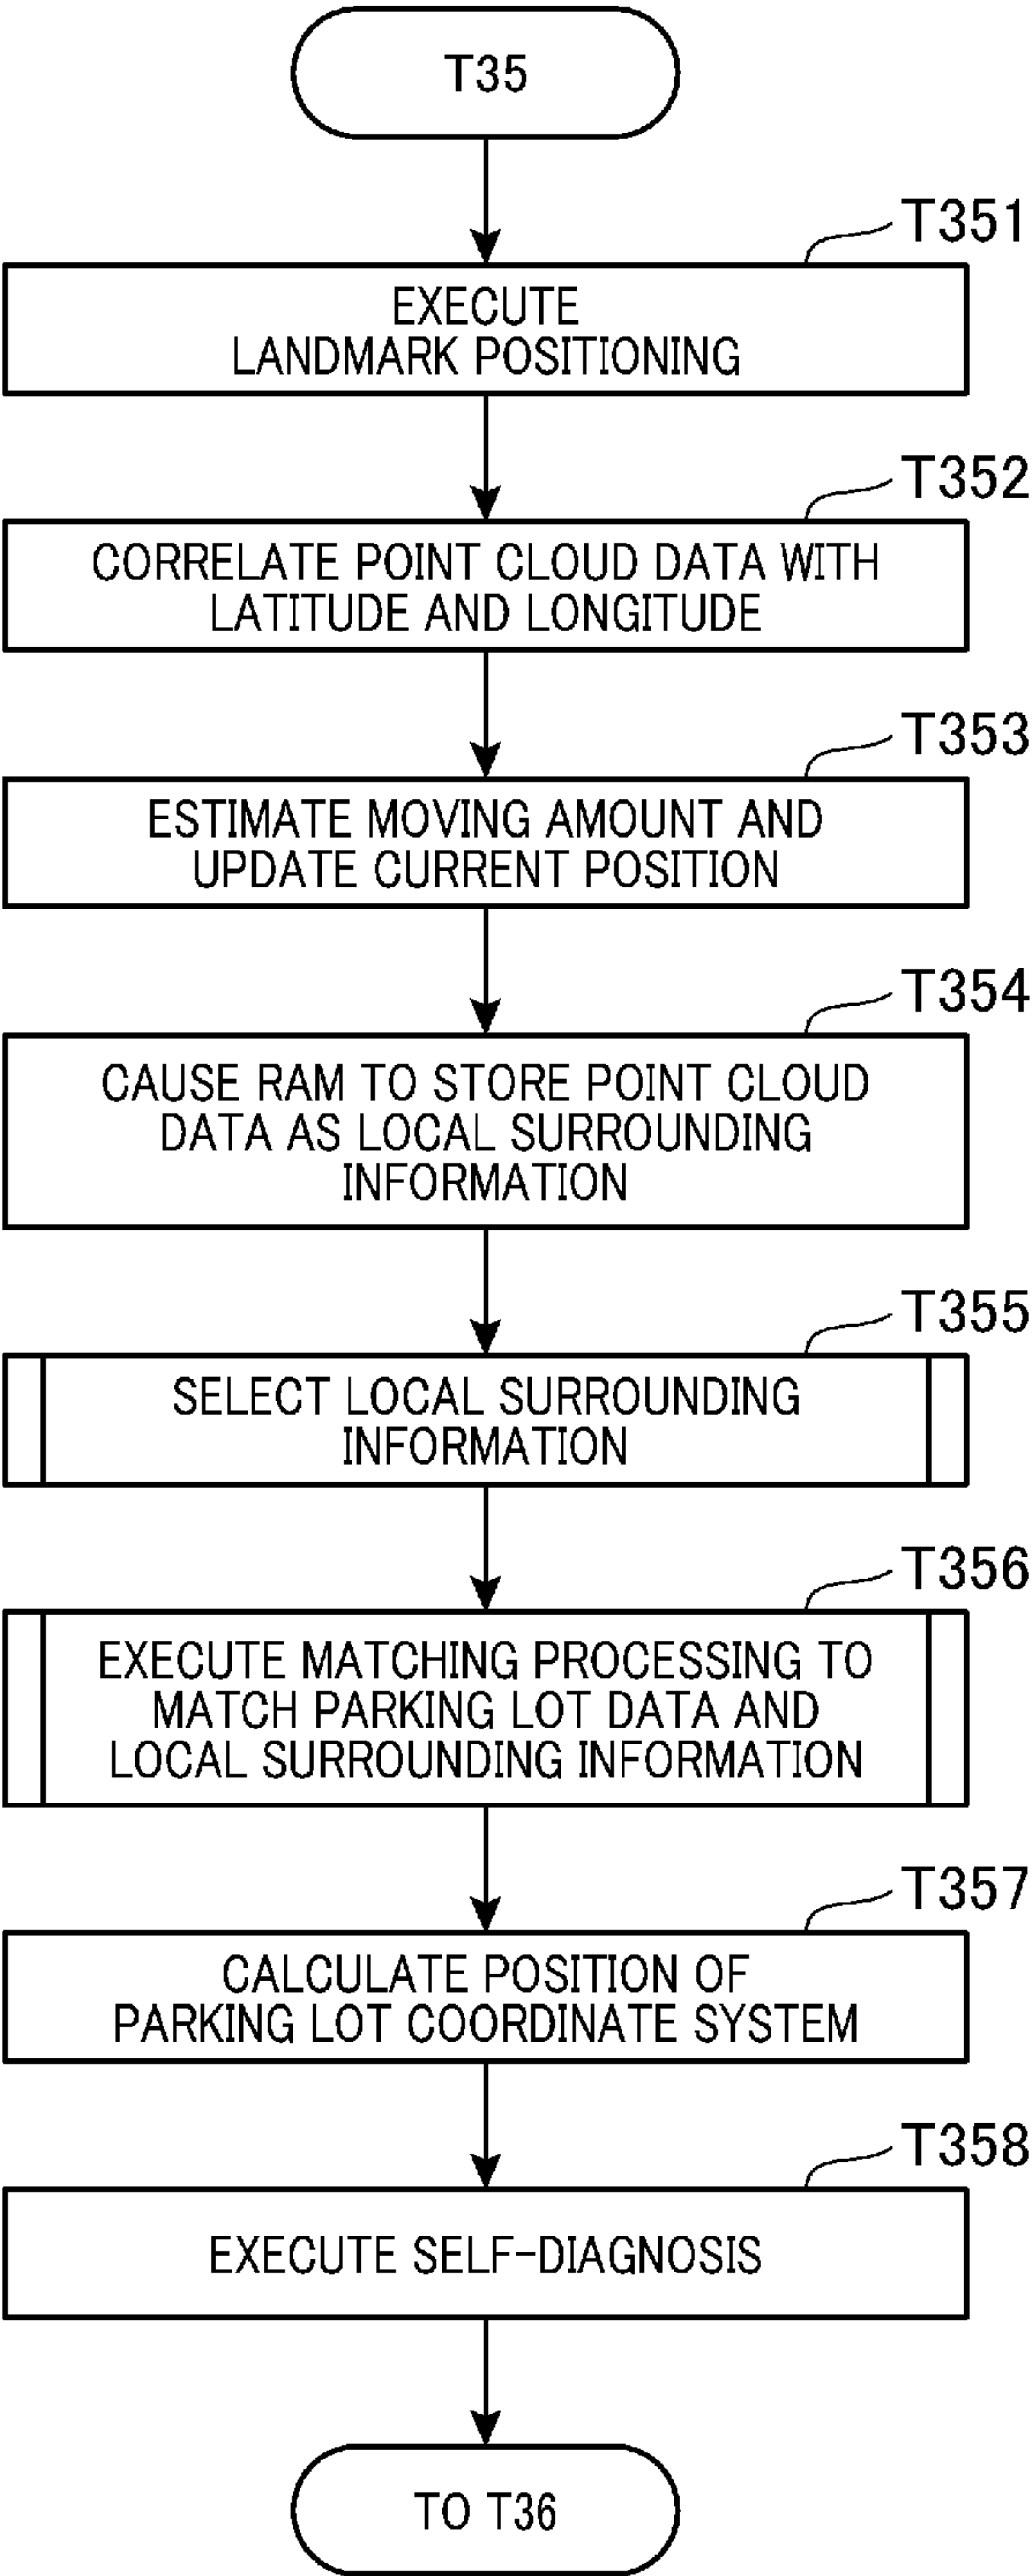 T35
T351
EXECUTE
LANDMARK POSITIONING
T352
CORRELATE POINT CLOUD DATA WITH
LATITUDE AND LONGITUDE
T353
ESTIMATE MOVING AMOUNT AND
UPDATE CURRENT POSITION
T354
CAUSE RAM TO STORE POINT CLOUD
DATA AS LOCAL SURROUNDING
INFORMATION
T355
SELECT LOCAL SURROUNDING
INFORMATION
T356
EXECUTE MATCHING PROCESSING TO
MATCH PARKING LOT DATA AND
LOCAL SURROUNDING INFORMATION
T357
CALCULATE POSITION OF
PARKING LOT COORDINATE SYSTEM
T358
EXECUTE SELF-DIAGNOSIS
TO T36